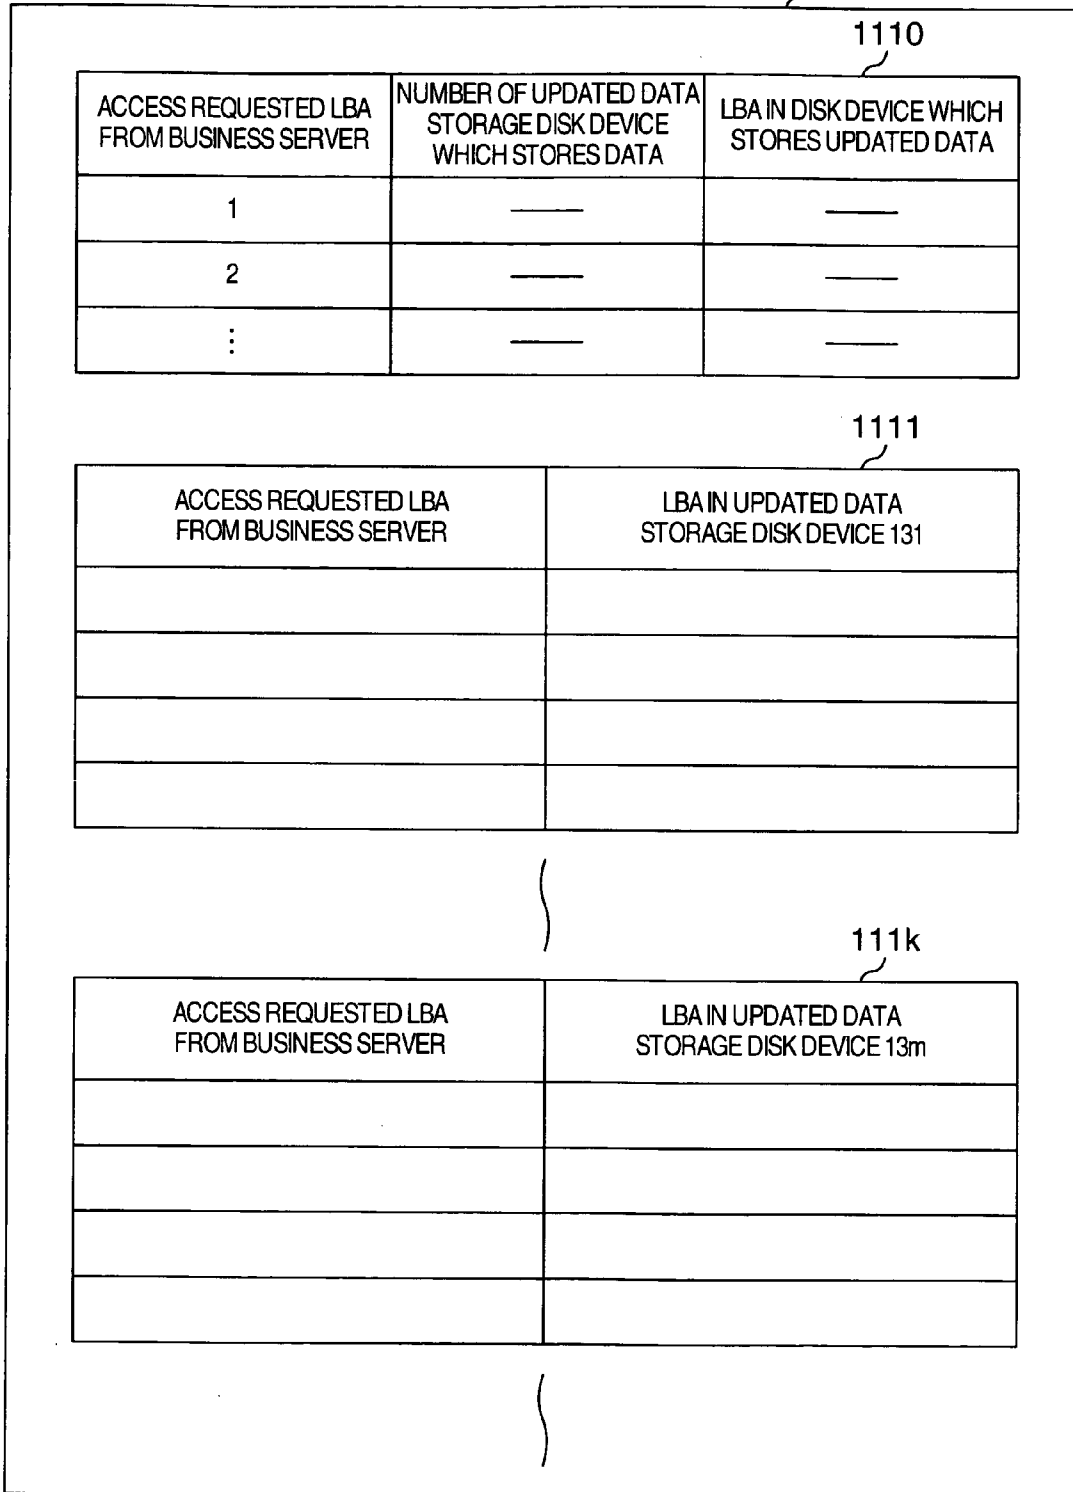 1110
ACCESS REQUESTED LBA
FROM BUSINESS SERVER
NUMBER OF UPDATED DATA
STORAGE DISK DEVICE
WHICH STORES DATA
LBA IN DISK DEVICE WHICH
STORES UPDATED DATA
1
2
⋮
1111
ACCESS REQUESTED LBA
FROM BUSINESS SERVER
LBA IN UPDATED DATA
STORAGE DISK DEVICE 131
111k
ACCESS REQUESTED LBA
FROM BUSINESS SERVER
LBA IN UPDATED DATA
STORAGE DISK DEVICE 13m